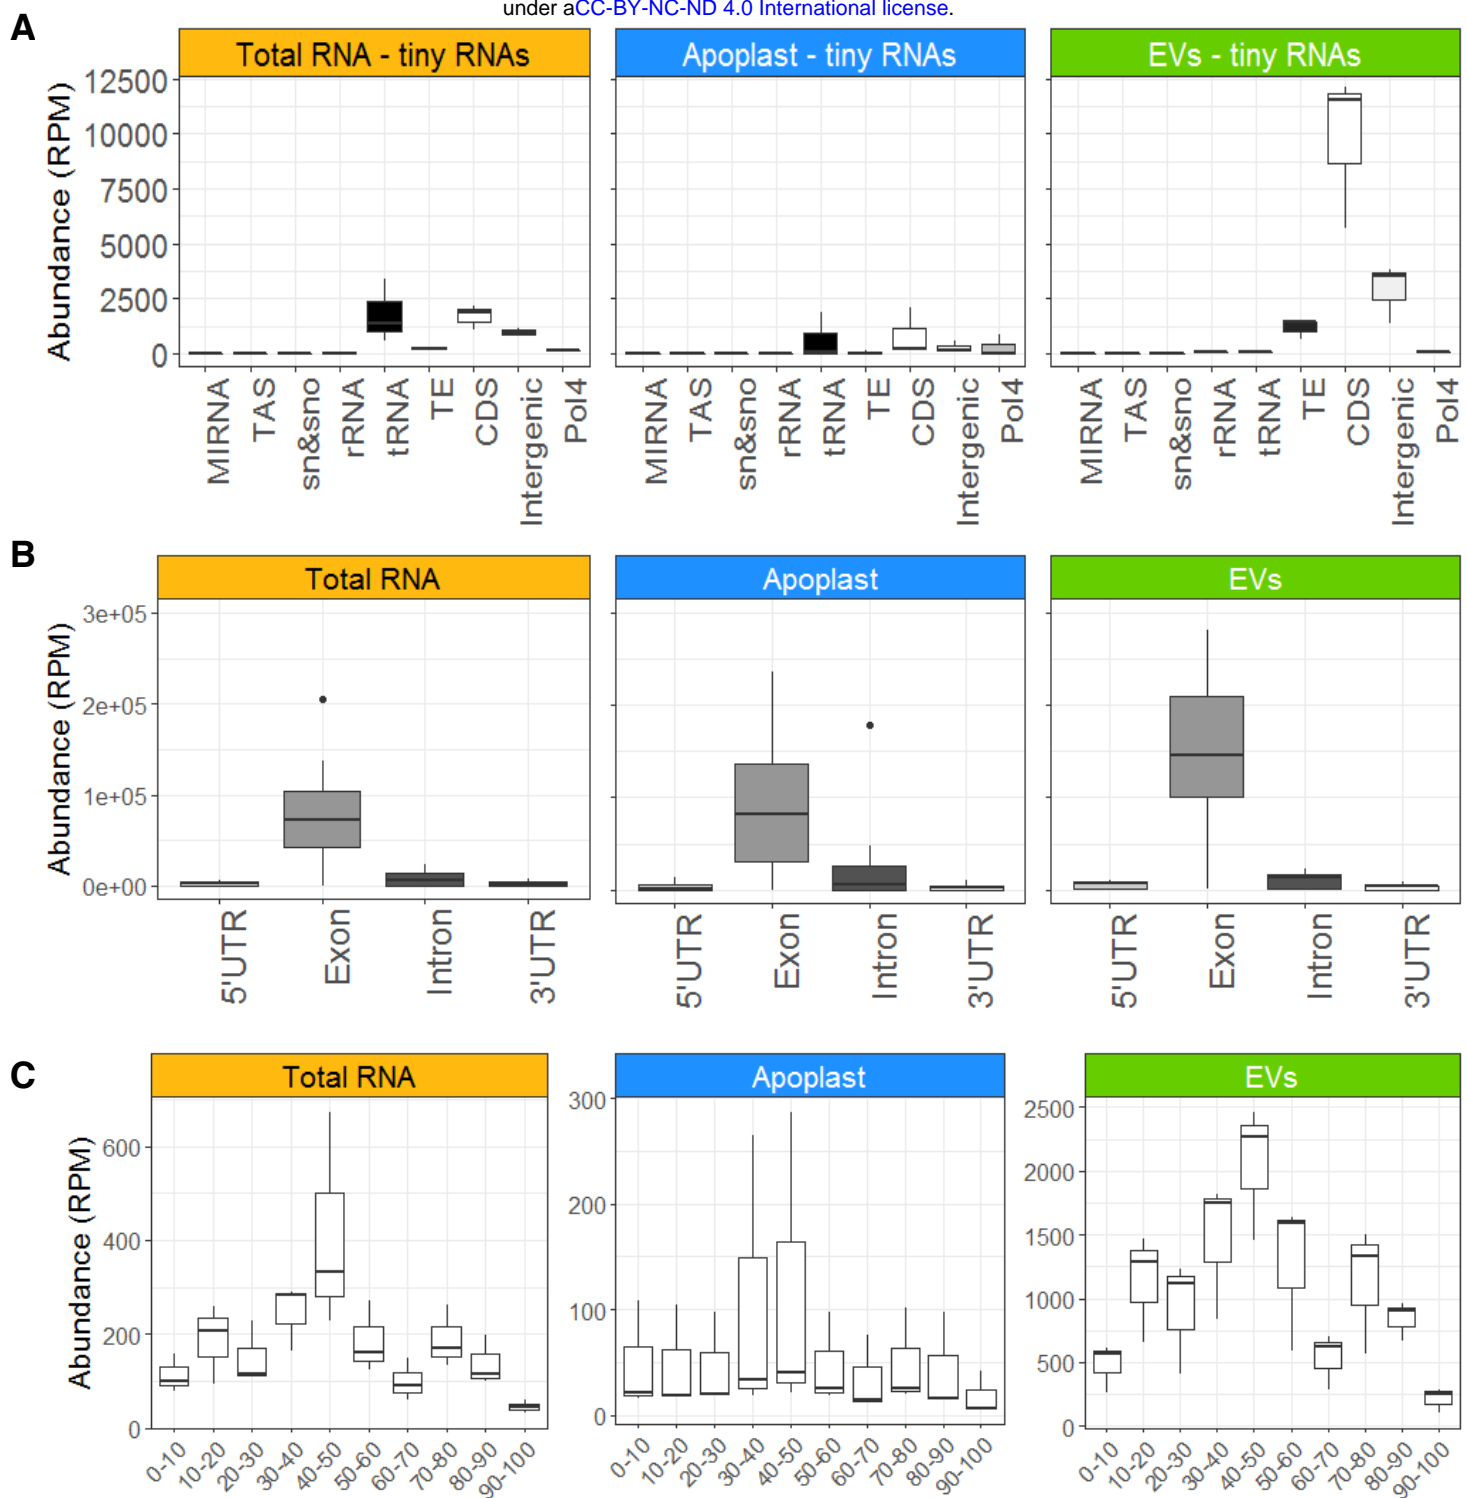 under aCC-BY-NC-ND 4.0 International license.
A
Total RNA - tiny RNAs
Apoplast - tiny RNAs
EVs - tiny RNAs
Abundance (RPM)
12500
10000
7500
5000
2500
0
MIRNA
TAS
sn&sno
rRNA
tRNA
TE
CDS
Intergenic
Pol4
MIRNA
TAS
sn&sno
rRNA
tRNA
TE
CDS
Intergenic
Pol4
MIRNA
TAS
sn&sno
rRNA
tRNA
TE
CDS
Intergenic
Pol4
B
Total RNA
Apoplast
EVs
Abundance (RPM)
3e+05
2e+05
1e+05
0e+00
5'UTR
Exon
Intron
3'UTR
5'UTR
Exon
Intron
3'UTR
5'UTR
Exon
Intron
3'UTR
C
Total RNA
Apoplast
EVs
Abundance (RPM)
600
400
200
0
300
200
100
0
2500
2000
1500
1000
500
0
0-10
10-20
20-30
30-40
40-50
50-60
60-70
70-80
80-90
90-100
0-10
10-20
20-30
30-40
40-50
50-60
60-70
70-80
80-90
90-100
0-10
10-20
20-30
30-40
40-50
50-60
60-70
70-80
80-90
90-100